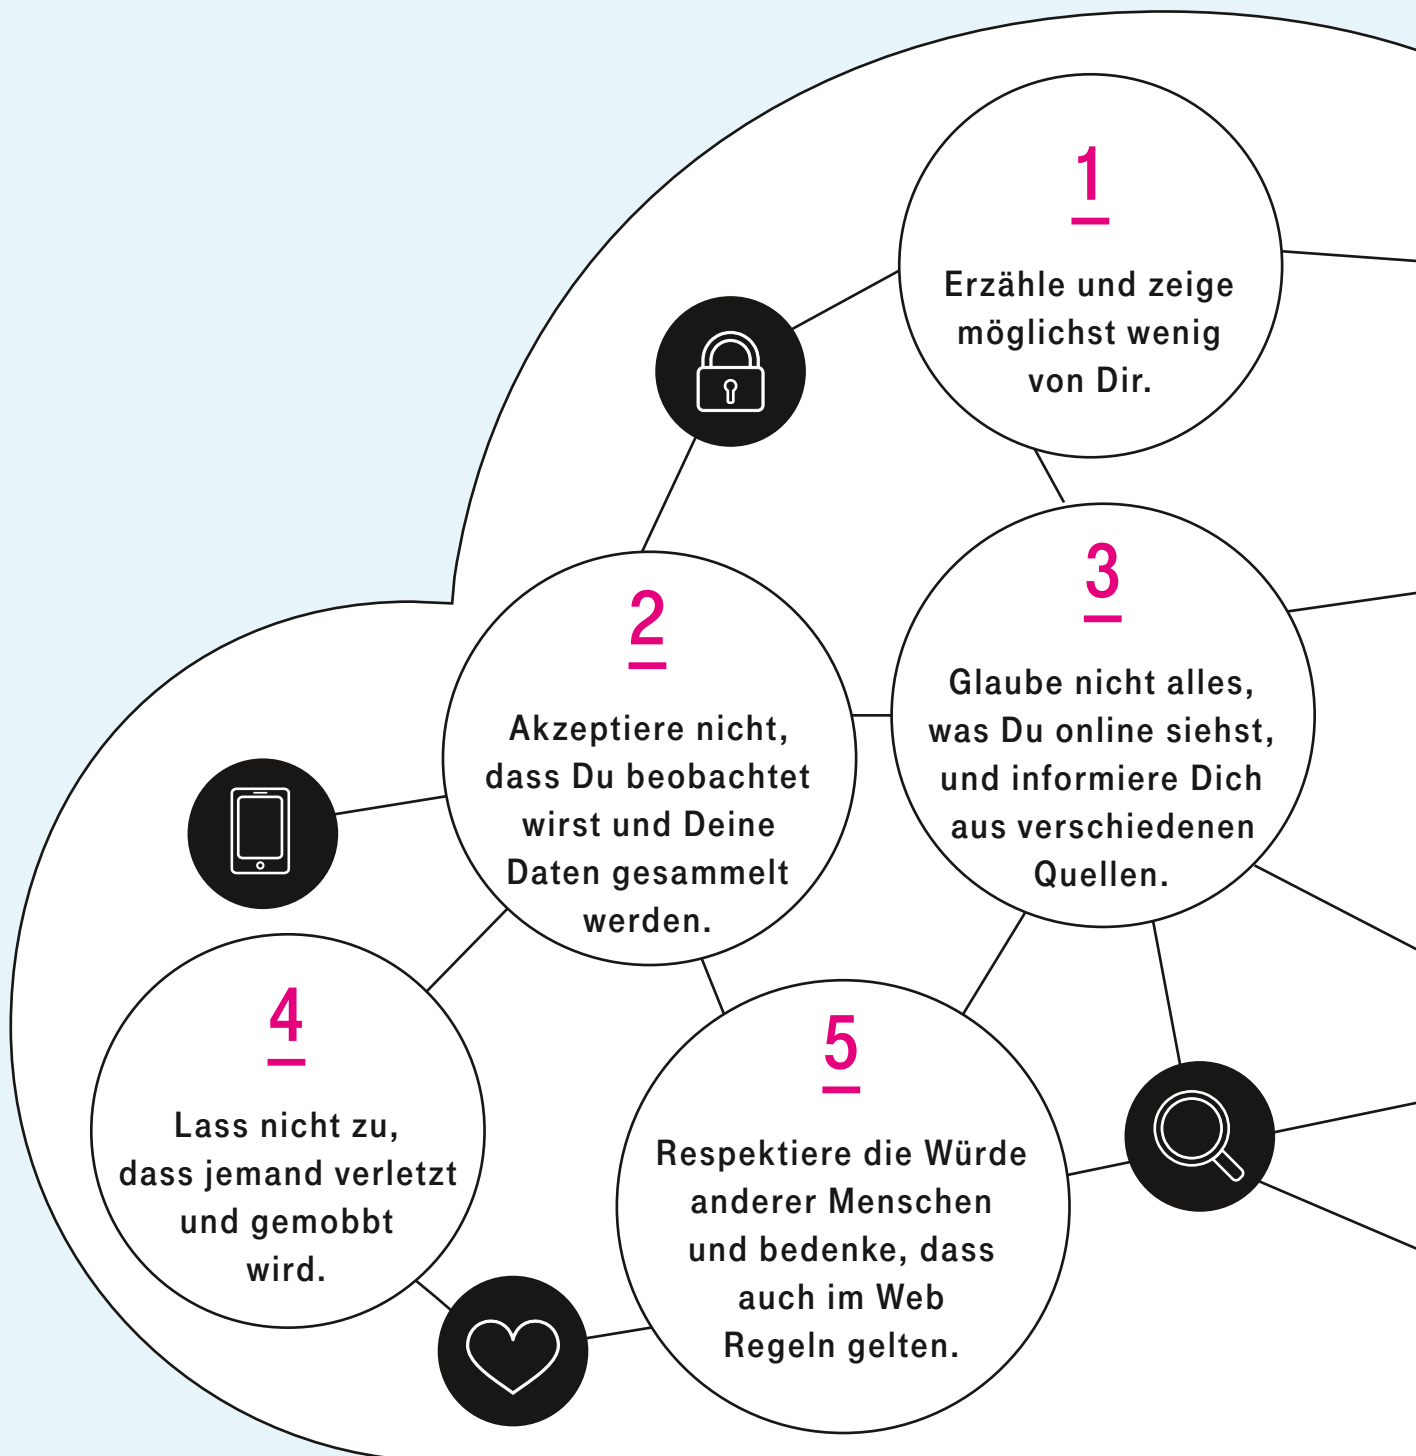 1
Erzähle und zeige
möglichst wenig
von Dir.
2
Akzeptiere nicht,
dass Du beobachtet
wirst und Deine
Daten gesammelt
werden.
3
Glaube nicht alles,
was Du online siehst,
und informiere Dich
aus verschiedenen
Quellen.
4
Lass nicht zu,
dass jemand verletzt
und gemobbt
wird.
5
Respektiere die Würde
anderer Menschen
und bedenke, dass
auch im Web
Regeln gelten.